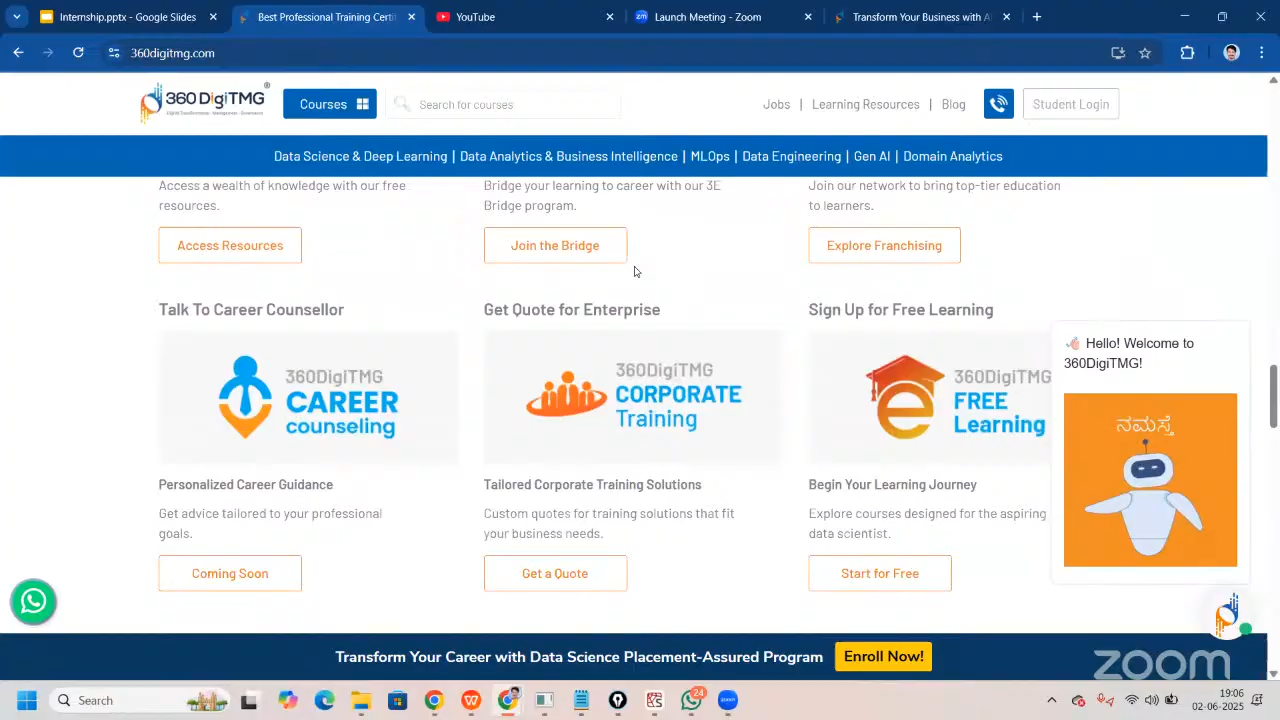 Internship.pptx - Google Slides
Best Professional Training Certi
YouTube
Launch Meeting - Zoom
Transform Your Business with A
360digitmg.com
360DigiTMG
Courses
Search for courses
Jobs | Learning Resources | Blog
Student Login
Data Science & Deep Learning | Data Analytics & Business Intelligence | MLOps | Data Engineering | Gen AI | Domain Analytics
Access a wealth of knowledge with our free
resources.
Access Resources
Bridge your learning to career with our 3E
Bridge program.
Join the Bridge
Join our network to bring top-tier education
to learners.
Explore Franchising
Talk To Career Counsellor
360DigiTMG
CAREER
counseling
Personalized Career Guidance
Get advice tailored to your professional
goals.
Coming Soon
Get Quote for Enterprise
360DigiTMG
CORPORATE
Training
Tailored Corporate Training Solutions
Custom quotes for training solutions that fit
your business needs.
Get a Quote
Sign Up for Free Learning
360DigiTMG
FREE
Learning
Begin Your Learning Journey
Explore courses designed for the aspiring
data scientist.
Start for Free
Hello! Welcome to
360DigiTMG!
ನಮಸ್ತೆ
Transform Your Career with Data Science Placement-Assured Program
Enroll Now!
zoom
Search
24
19:06
02-06-2025